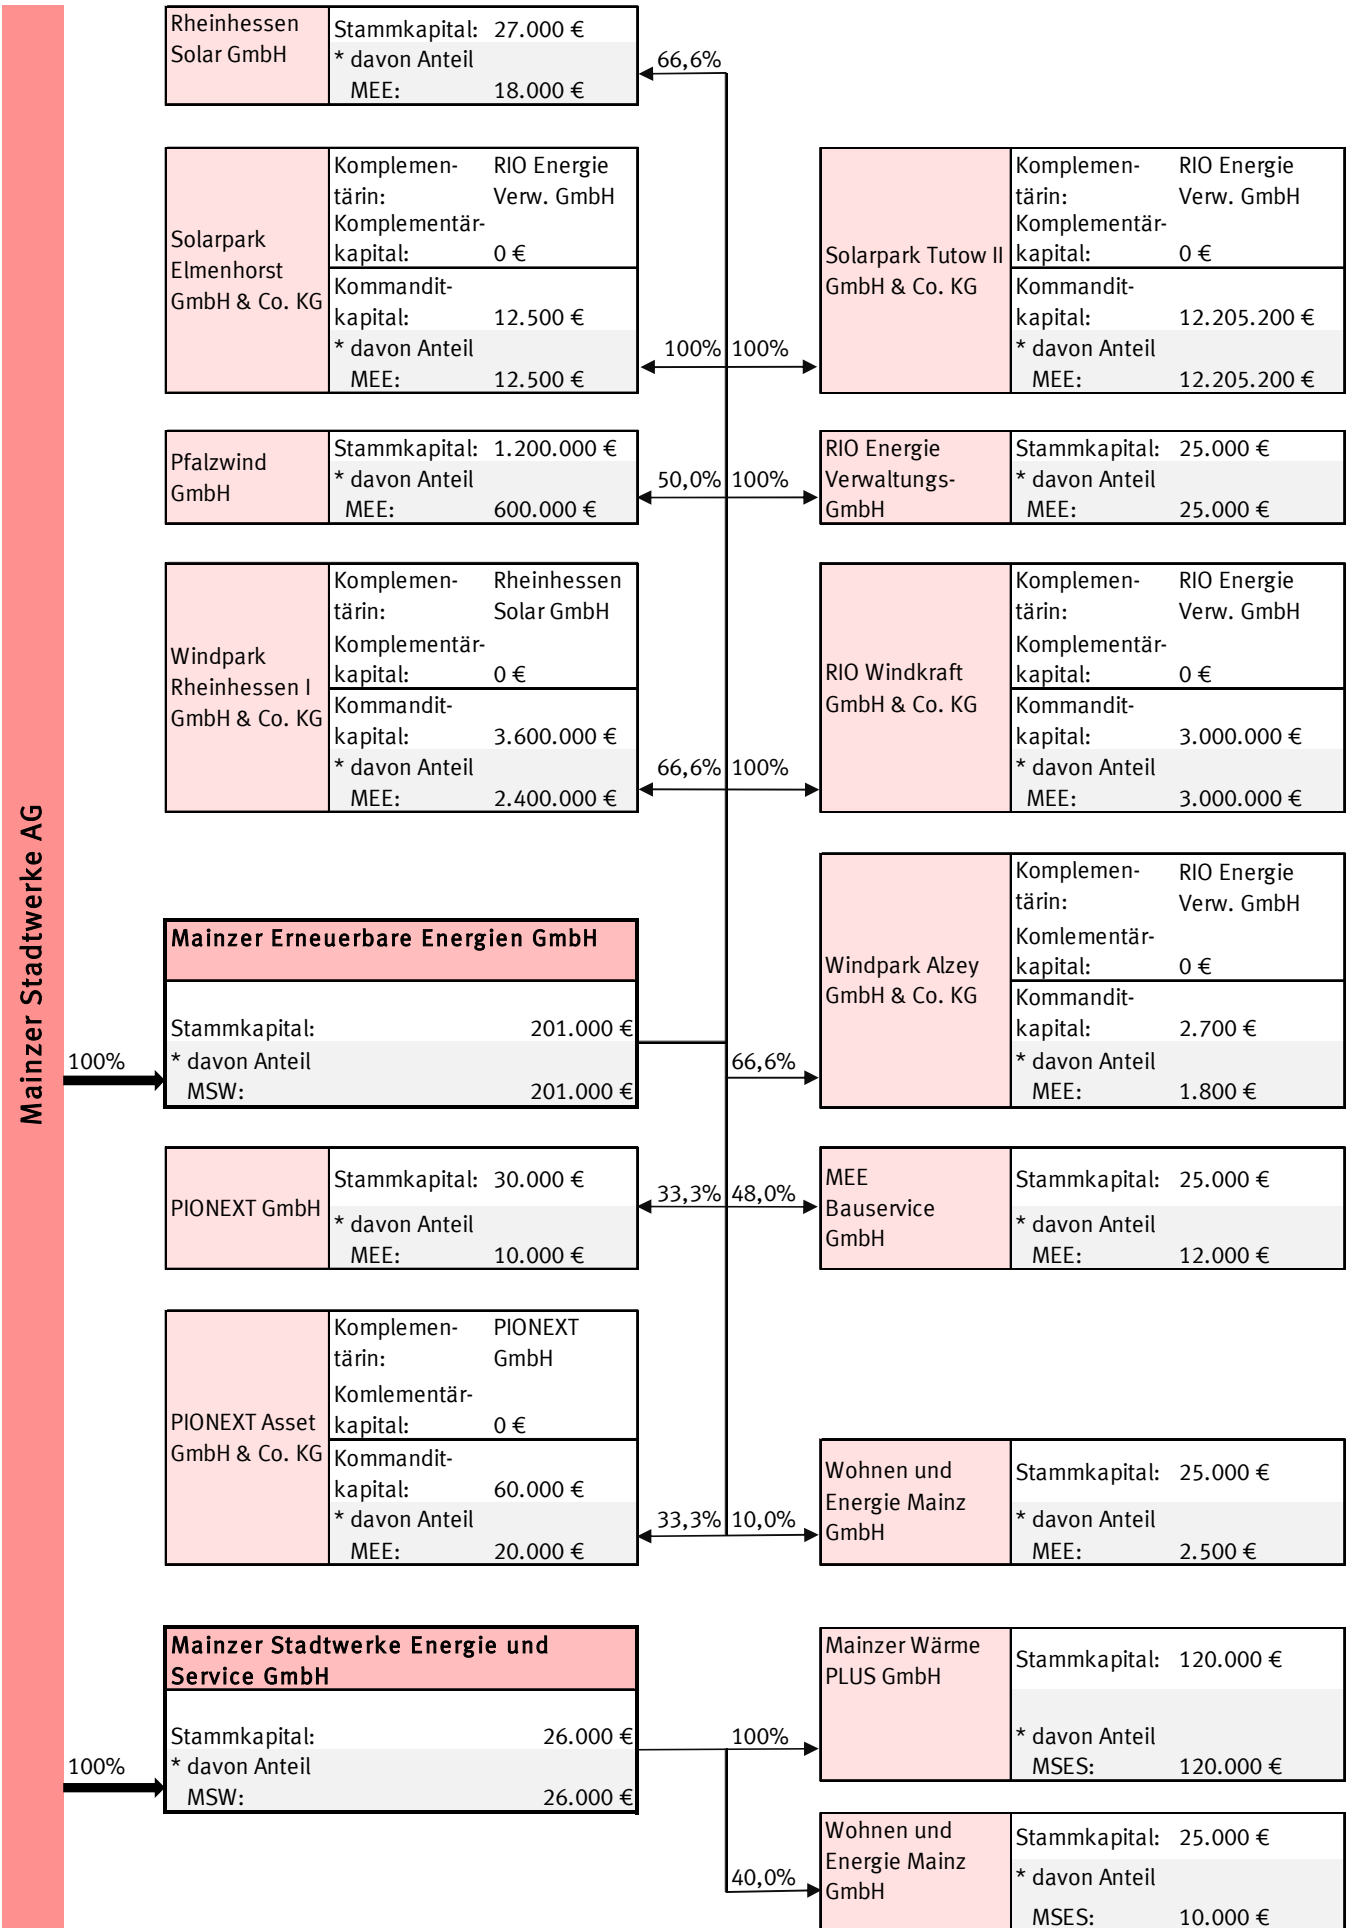 Mainzer Stadtwerke AG
Rheinhessen
Solar GmbH
Stammkapital: 27.000 €
* davon Anteil
MEE: 18.000 €
66,6%
Solarpark
Elmenhorst
GmbH & Co. KG
Komplemen- RIO Energie
tärin: Verw. GmbH
Komplementär-
kapital: 0 €
Kommandit-
kapital: 12.500 €
* davon Anteil
MEE: 12.500 €
100% 100%
Solarpark Tutow II
GmbH & Co. KG
Komplemen- RIO Energie
tärin: Verw. GmbH
Komplementär-
kapital: 0 €
Kommandit-
kapital: 12.205.200 €
* davon Anteil
MEE: 12.205.200 €
Pfalzwind
GmbH
Stammkapital: 1.200.000 €
* davon Anteil
MEE: 600.000 €
50,0% 100%
RIO Energie
Verwaltungs-
GmbH
Stammkapital: 25.000 €
* davon Anteil
MEE: 25.000 €
Windpark
Rheinhessen I
GmbH & Co. KG
Komplemen- Rheinhessen
tärin: Solar GmbH
Komplementär-
kapital: 0 €
Kommandit-
kapital: 3.600.000 €
* davon Anteil
MEE: 2.400.000 €
66,6% 100%
RIO Windkraft
GmbH & Co. KG
Komplemen- RIO Energie
tärin: Verw. GmbH
Komplementär-
kapital: 0 €
Kommandit-
kapital: 3.000.000 €
* davon Anteil
MEE: 3.000.000 €
100%
Mainzer Erneuerbare Energien GmbH
Stammkapital: 201.000 €
* davon Anteil
MSW: 201.000 €
66,6%
Windpark Alzey
GmbH & Co. KG
Komplemen- RIO Energie
tärin: Verw. GmbH
Komlementär-
kapital: 0 €
Kommandit-
kapital: 2.700 €
* davon Anteil
MEE: 1.800 €
PIONEXT GmbH
Stammkapital: 30.000 €
* davon Anteil
MEE: 10.000 €
33,3% 48,0%
MEE
Bauservice
GmbH
Stammkapital: 25.000 €
* davon Anteil
MEE: 12.000 €
PIONEXT Asset
GmbH & Co. KG
Komplemen- PIONEXT
tärin: GmbH
Komlementär-
kapital: 0 €
Kommandit-
kapital: 60.000 €
* davon Anteil
MEE: 20.000 €
33,3% 10,0%
Wohnen und
Energie Mainz
GmbH
Stammkapital: 25.000 €
* davon Anteil
MEE: 2.500 €
100%
Mainzer Stadtwerke Energie und
Service GmbH
Stammkapital: 26.000 €
* davon Anteil
MSW: 26.000 €
100%
Mainzer Wärme
PLUS GmbH
Stammkapital: 120.000 €
* davon Anteil
MSES: 120.000 €
40,0%
Wohnen und
Energie Mainz
GmbH
Stammkapital: 25.000 €
* davon Anteil
MSES: 10.000 €